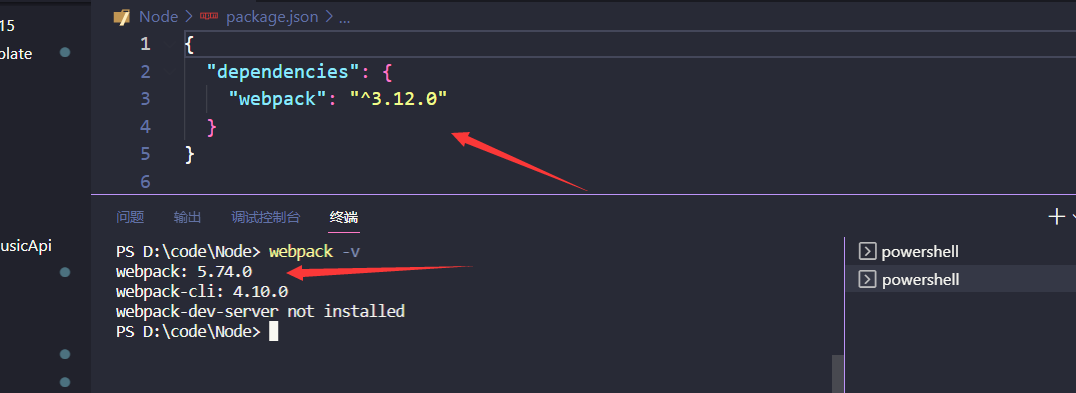 15
plate
usicApi
Node > package.json > ...
1 {
2 "dependencies": {
3 "webpack": "^3.12.0"
4 }
5 }
6
问题 输出 调试控制台 终端
PS D:\code\Node> webpack -v
webpack: 5.74.0
webpack-cli: 4.10.0
webpack-dev-server not installed
PS D:\code\Node>
powershell
powershell